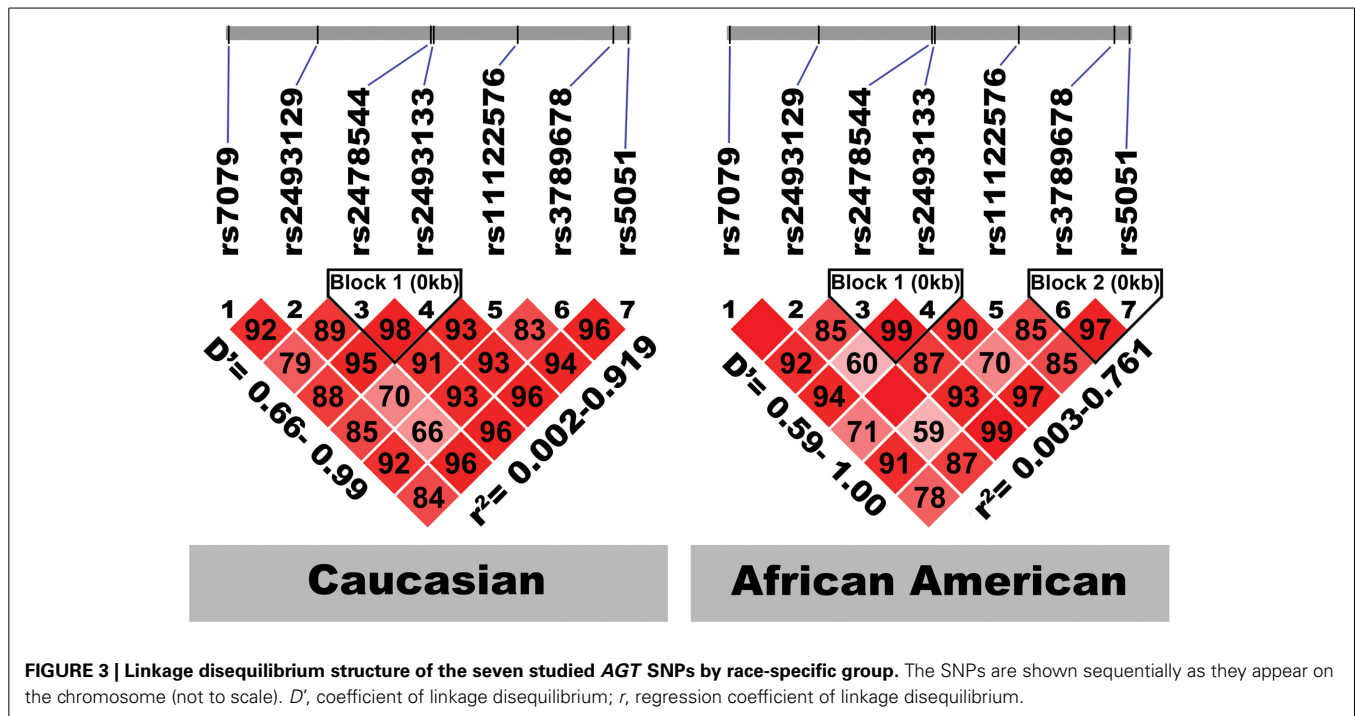 rs7079
rs2493129
rs2478544
rs2493133
rs11122576
rs3789678
rs5051
Block 1 (0kb)
1 2 3 4 5 6 7
92 89 98 93 83 96
79 95 91 93 94
88 70 93 96
85 66 96
92 96
84
D'= 0.66- 0.99
r²= 0.002-0.919
Caucasian
rs7079
rs2493129
rs2478544
rs2493133
rs11122576
rs3789678
rs5051
Block 1 (0kb) Block 2 (0kb)
1 2 3 4 5 6 7
85 99 90 85 97
92 60 87 70 85
94 93 97
71 59 99
91 87
78
D'= 0.59- 1.00
r²= 0.003-0.761
African American
FIGURE 3 | Linkage disequilibrium structure of the seven studied AGT SNPs by race-specific group. The SNPs are shown sequentially as they appear on
the chromosome (not to scale). D', coefficient of linkage disequilibrium; r, regression coefficient of linkage disequilibrium.